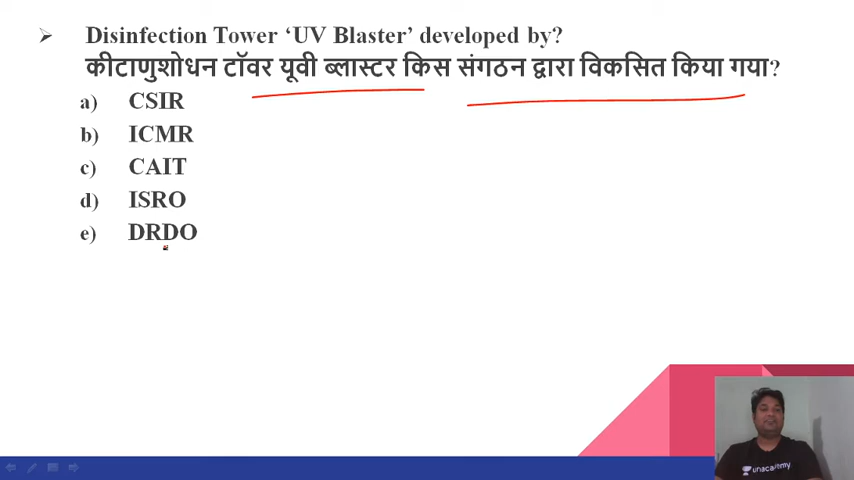 Disinfection Tower ‘UV Blaster’ developed by?
कीटाणुशोधन टॉवर यूवी ब्लास्टर किस संगठन द्वारा विकसित किया गया?
a) CSIR
b) ICMR
c) CAIT
d) ISRO
e) DRDO
unacademy